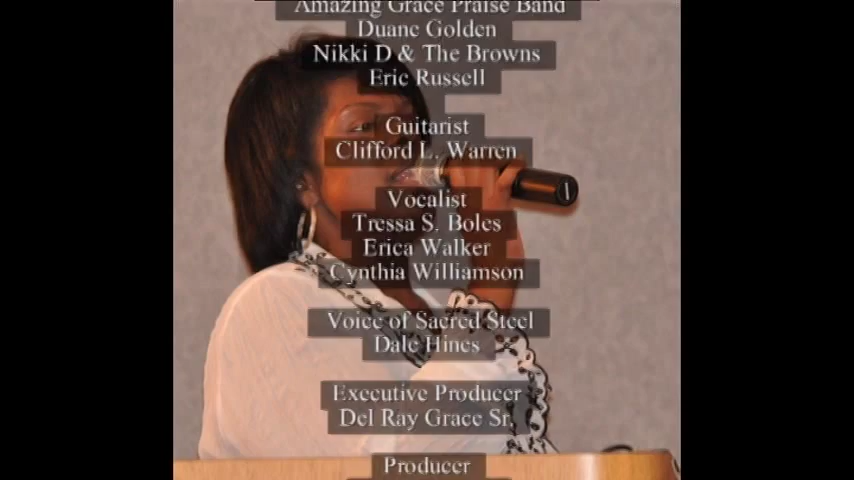 Amazing Grace Praise Band
Duane Golden
Nikki D & The Browns
Eric Russell
Guitarist
Clifford L. Warren
Vocalist
Tressa S. Boles
Erica Walker
Cynthia Williamson
Voice of Sacred Steel
Dale Hines
Executive Producer
Del Ray Grace Sr.
Producer